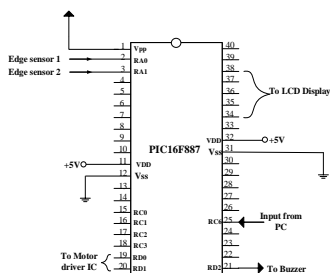 1 Vpp 40
Edge sensor 1 2 RA0 39
Edge sensor 2 3 RA1 38
4 37
5 36
6 35
7 34
To LCD Display
8 33
9 VDD 32 +5V
10 Vss 31
PIC16F887
+5V 11 VDD 30
12 Vss 29
13 28
14 27
15 RC0 26
16 RC1 RC6 25 Input from PC
17 RC2 24
18 RC3 23
To Motor driver IC
19 RD0 22
20 RD1 RD2 21 To Buzzer